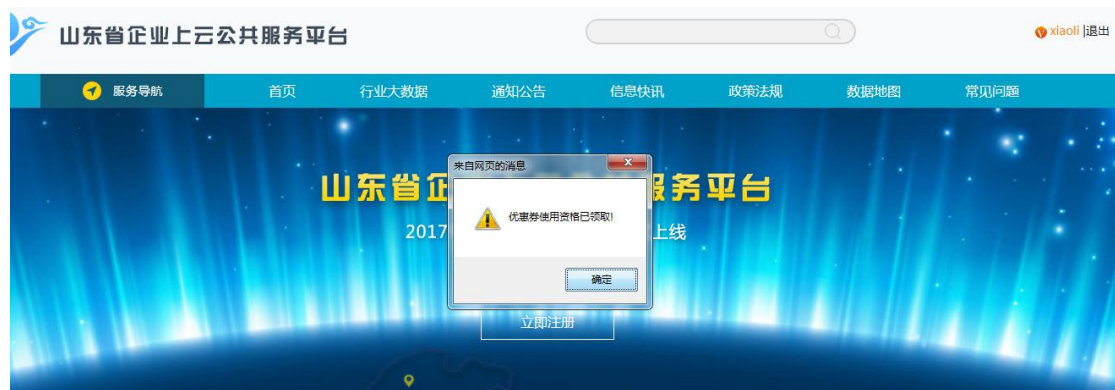 山东省企业上云公共服务平台
xiaoli |退出
服务导航 首页 行业大数据 通知公告 信息快讯 政策法规 数据地图 常见问题
来自网页的消息
山东省企
服务平台
优惠券使用资格已领取!
2017
上线
确定
立即注册